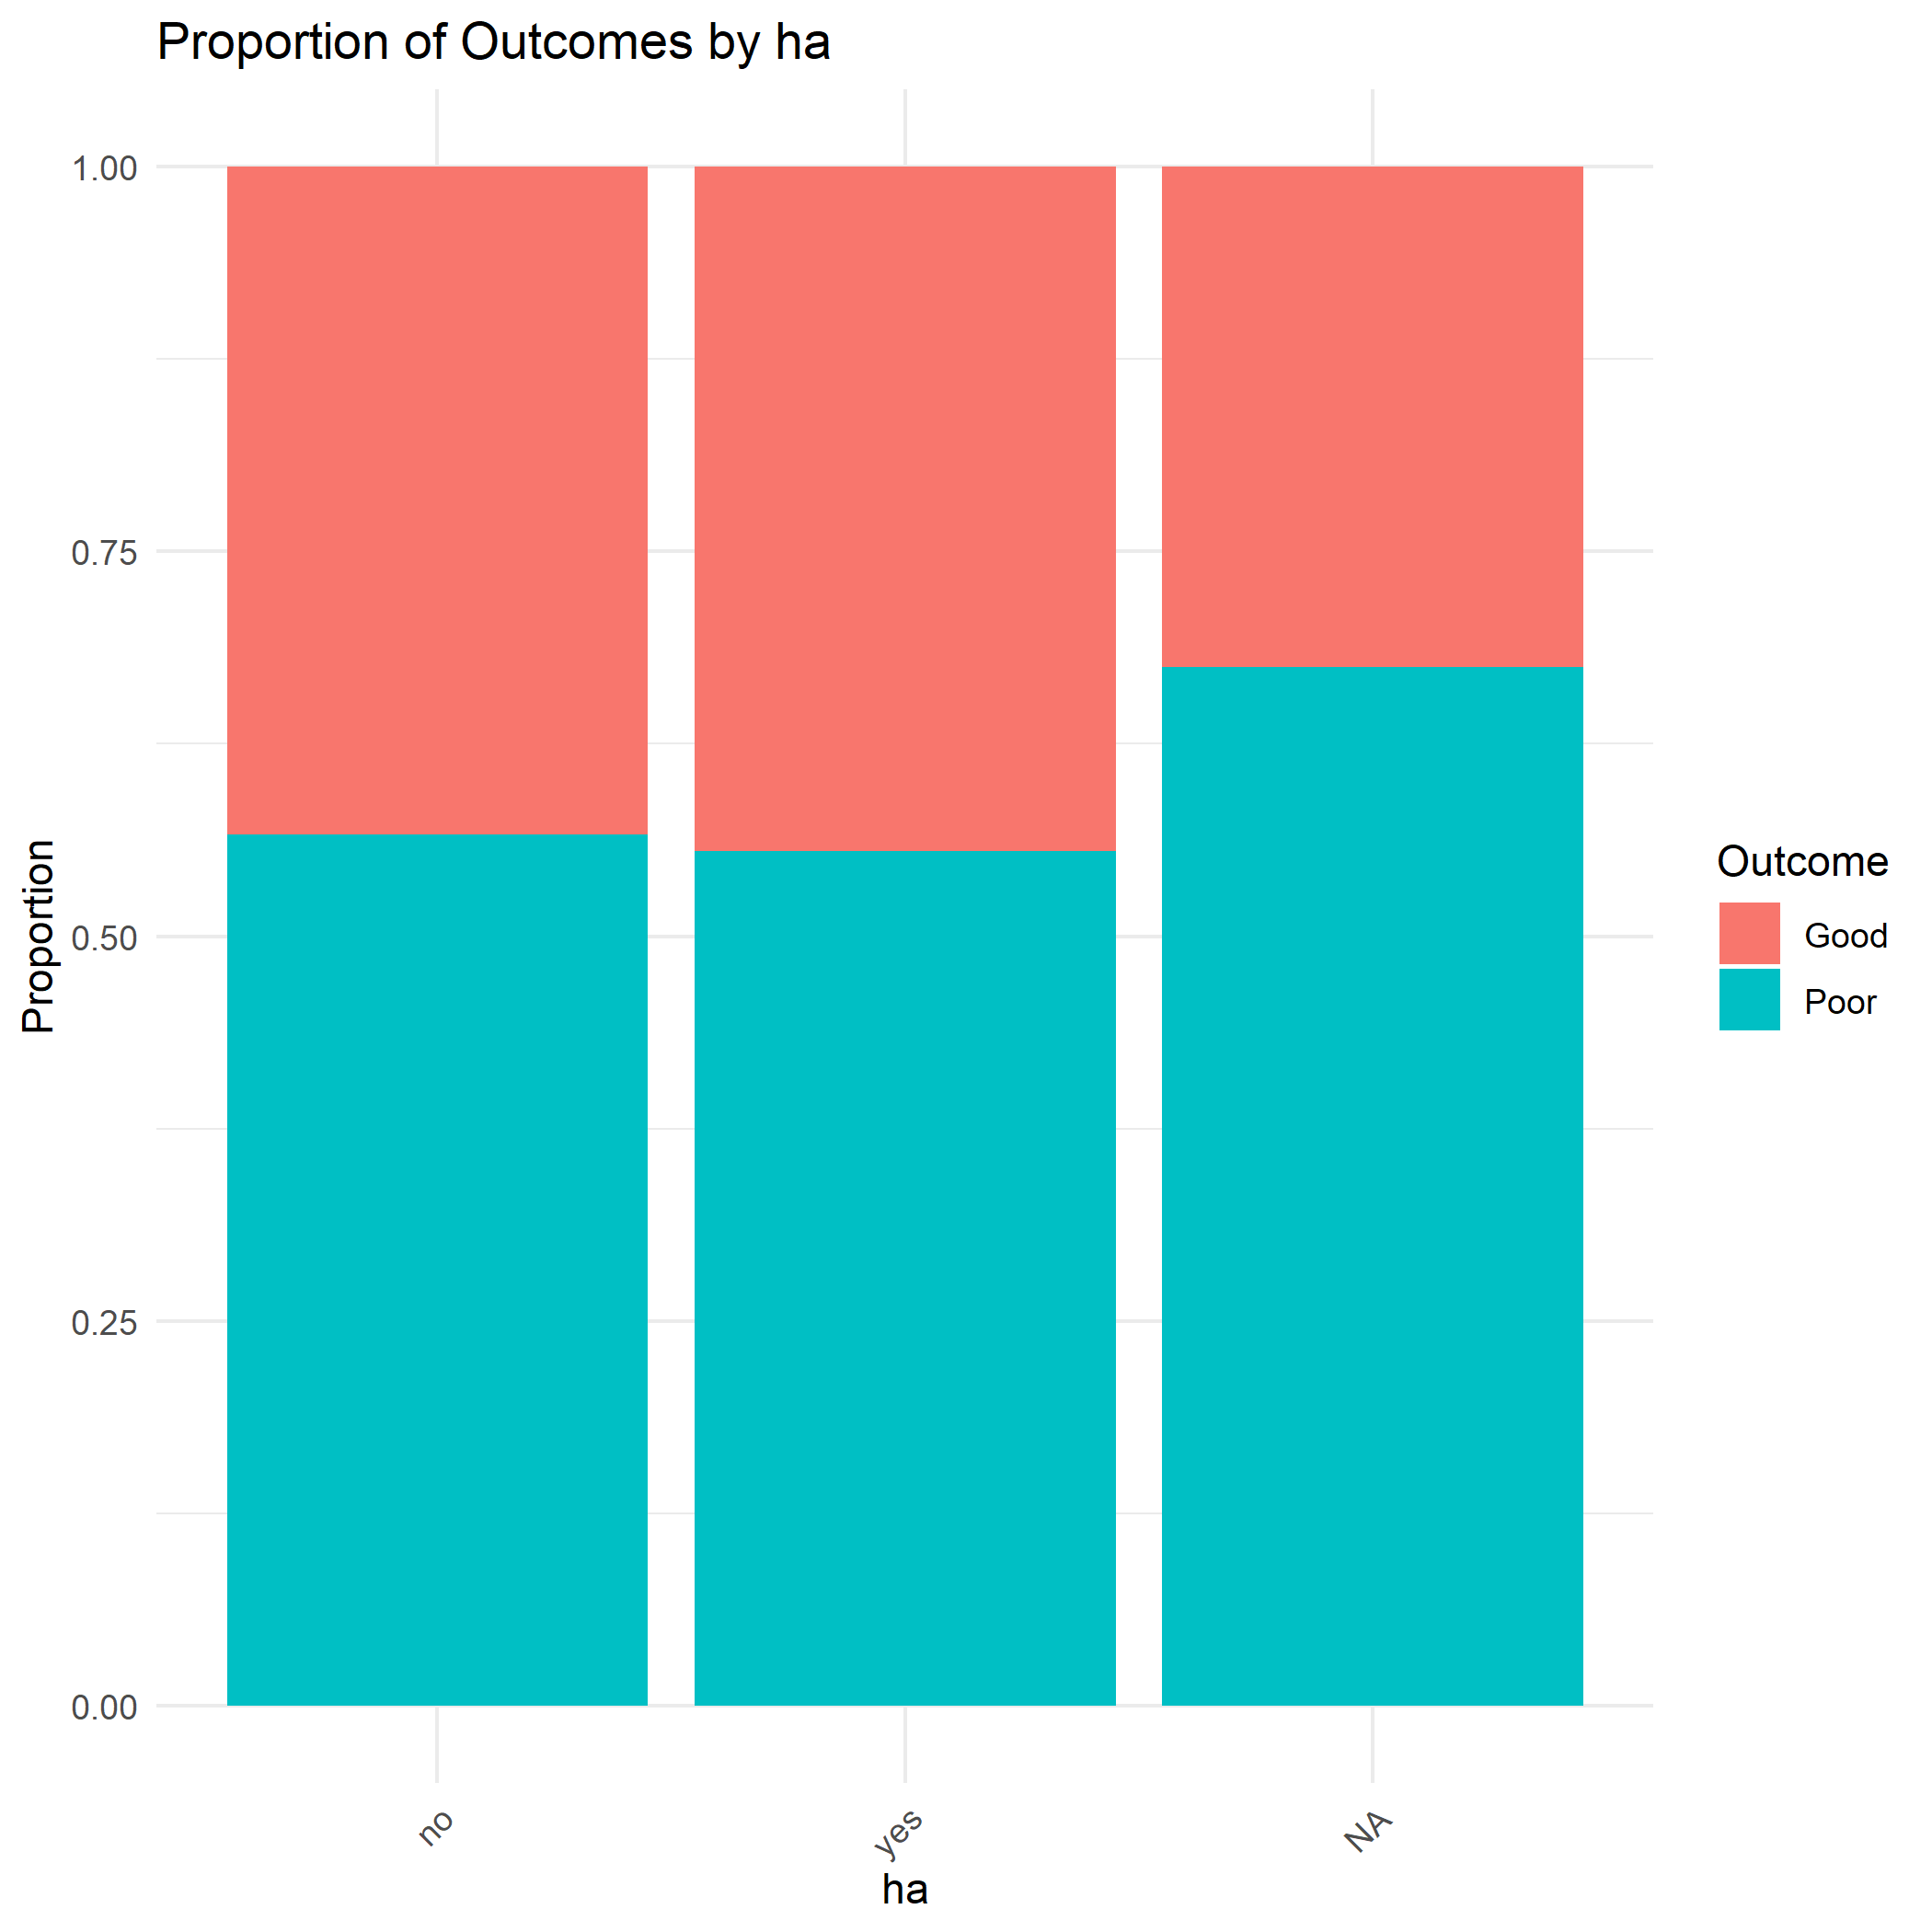 Proportion of Outcomes by ha
1.00
0.75
0.50
0.25
0.00
Proportion
no
yes
NA
ha
Outcome
Good
Poor